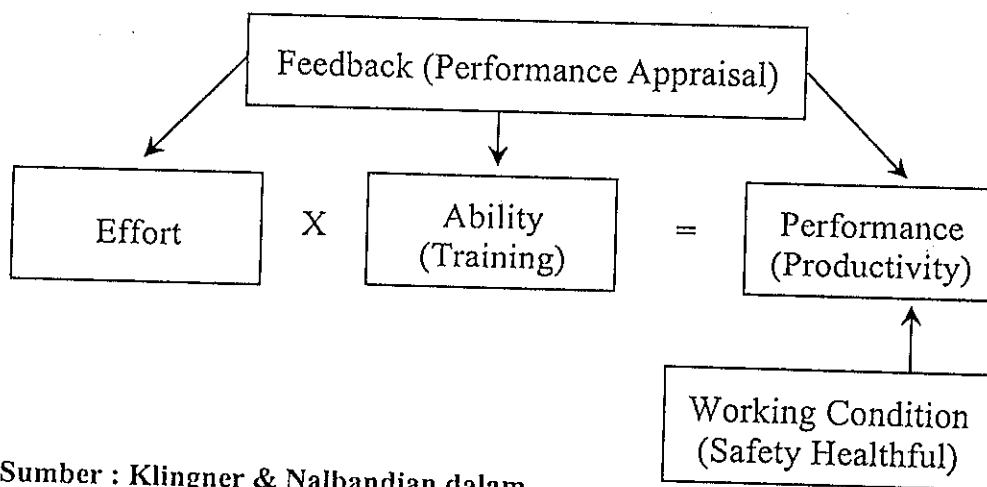 Feedback (Performance Appraisal)
Effort
X
Ability
(Training)
=
Performance
(Productivity)
Working Condition
(Safety Healthful)
Sumber : Klingner & Nalbandian dalam